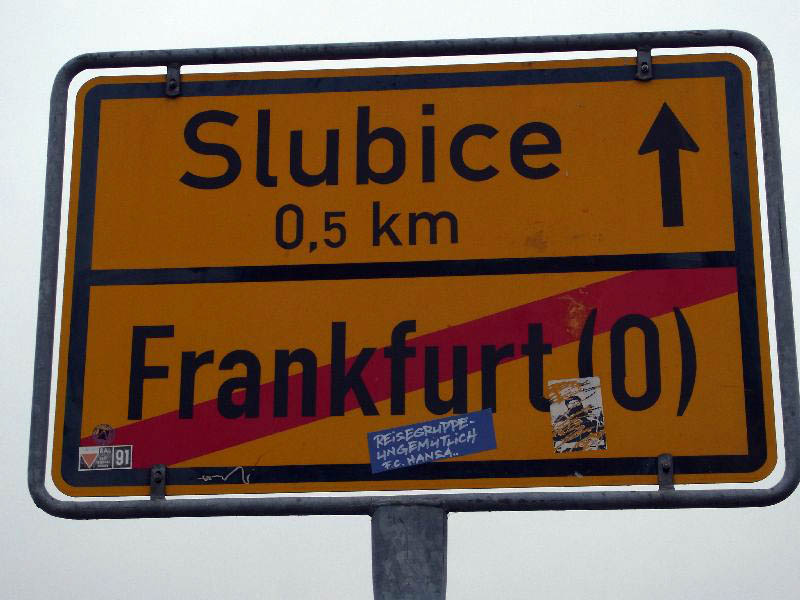 Slubice
0,5 km
Frankfurt (O)
REISEGRUPPE-
UNGEMÜTLICH
F.C. HANSA..
91